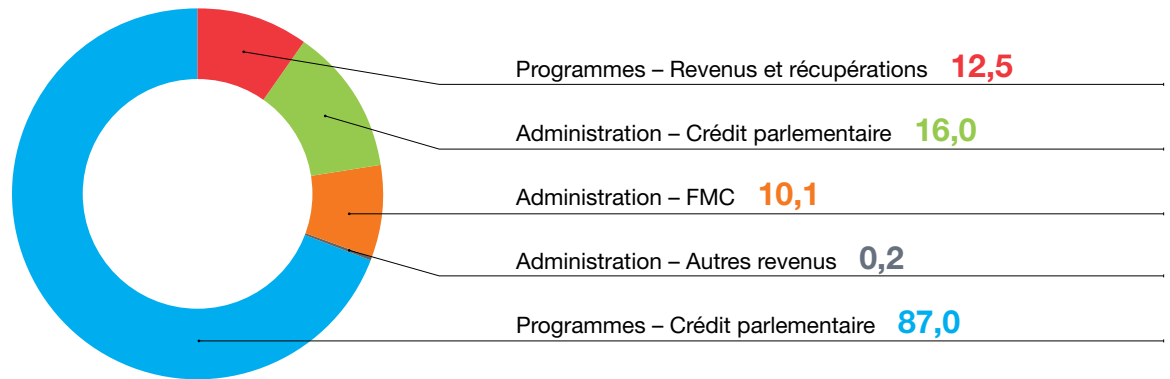 Programmes – Revenus et récupérations 12,5
Administration – Crédit parlementaire 16,0
Administration – FMC 10,1
Administration – Autres revenus 0,2
Programmes – Crédit parlementaire 87,0